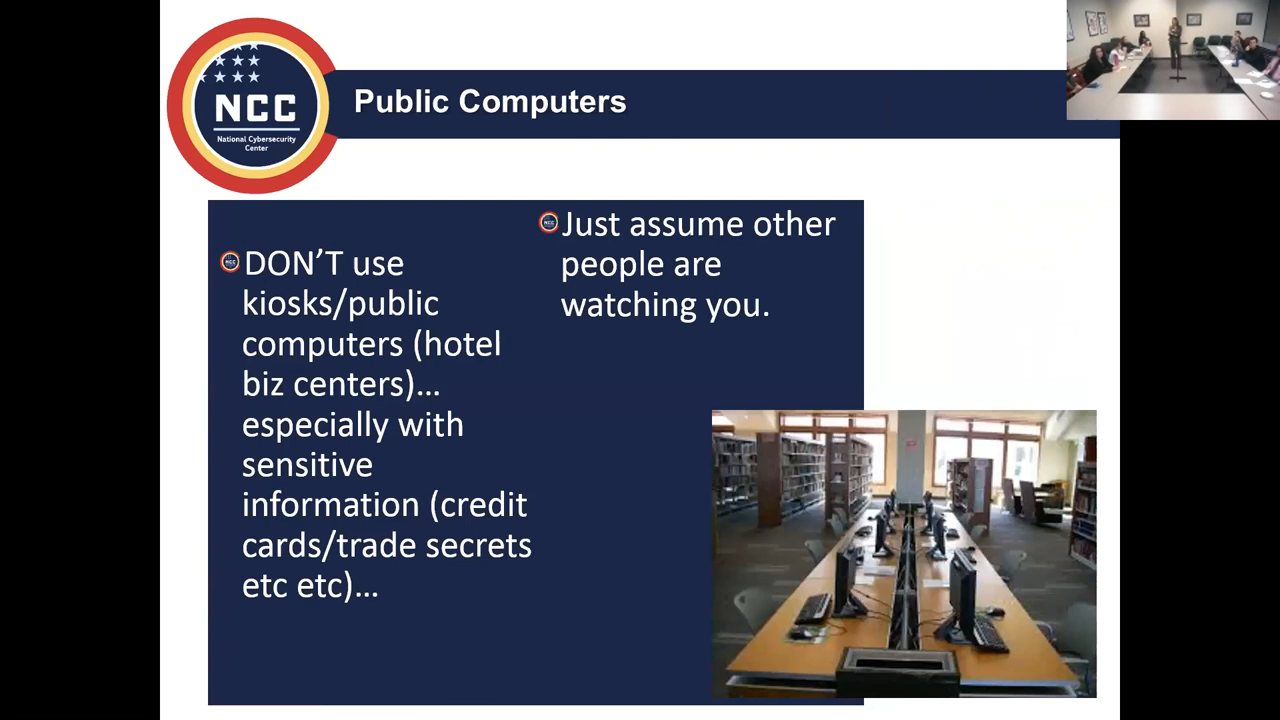 NCC
National Cybersecurity
Center
Public Computers
DON'T use
kiosks/public
computers (hotel
biz centers)…
especially with
sensitive
information (credit
cards/trade secrets
etc etc)…
Just assume other
people are
watching you.